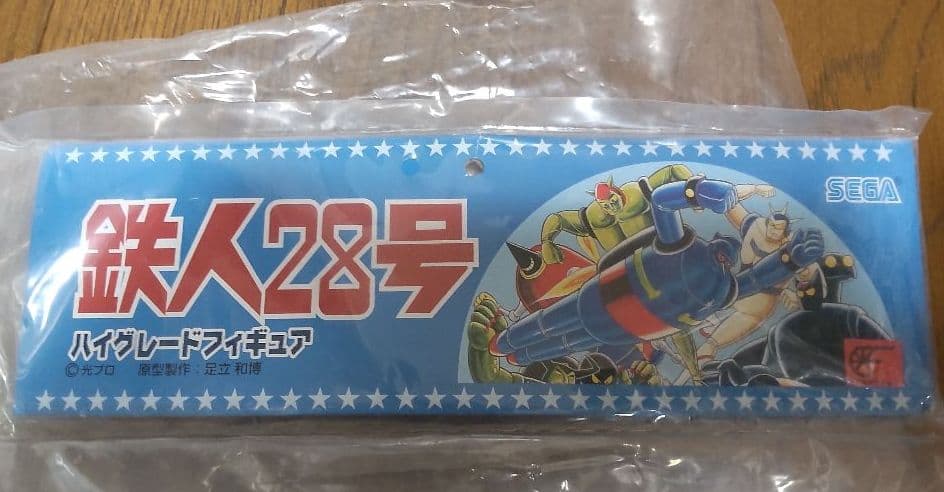 鉄人28号
ハイグレードフィギュア
©光プロ 原型製作：足立 和博
SEGA